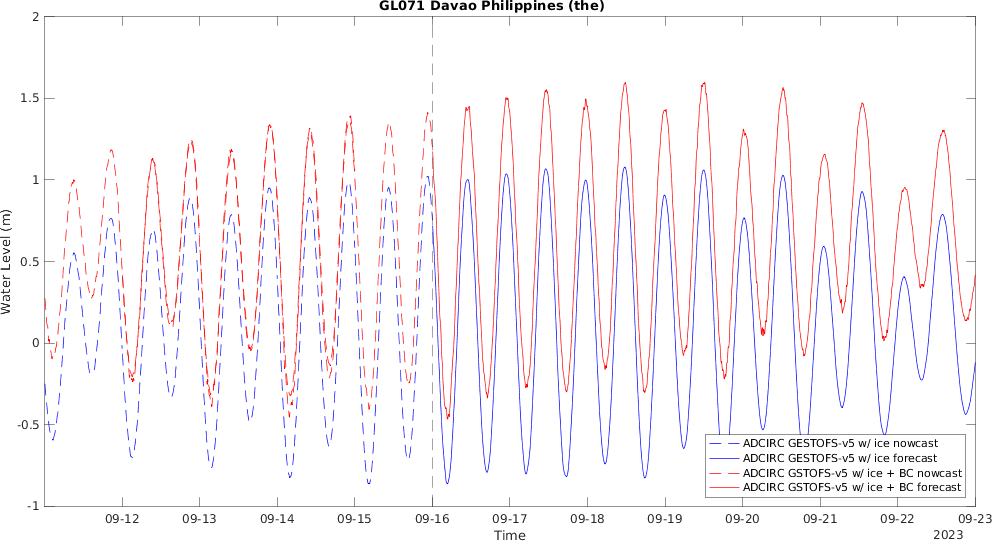 GL071 Davao Philippines (the)
2
1.5
1
0.5
0
-0.5
-1
Water Level (m)
ADCIRC GESTOFS-v5 w/ ice nowcast
ADCIRC GESTOFS-v5 w/ ice forecast
ADCIRC GSTOFS-v5 w/ ice + BC nowcast
ADCIRC GSTOFS-v5 w/ ice + BC forecast
09-12 09-13 09-14 09-15 09-16 09-17 09-18 09-19 09-20 09-21 09-22 09-23
Time
2023